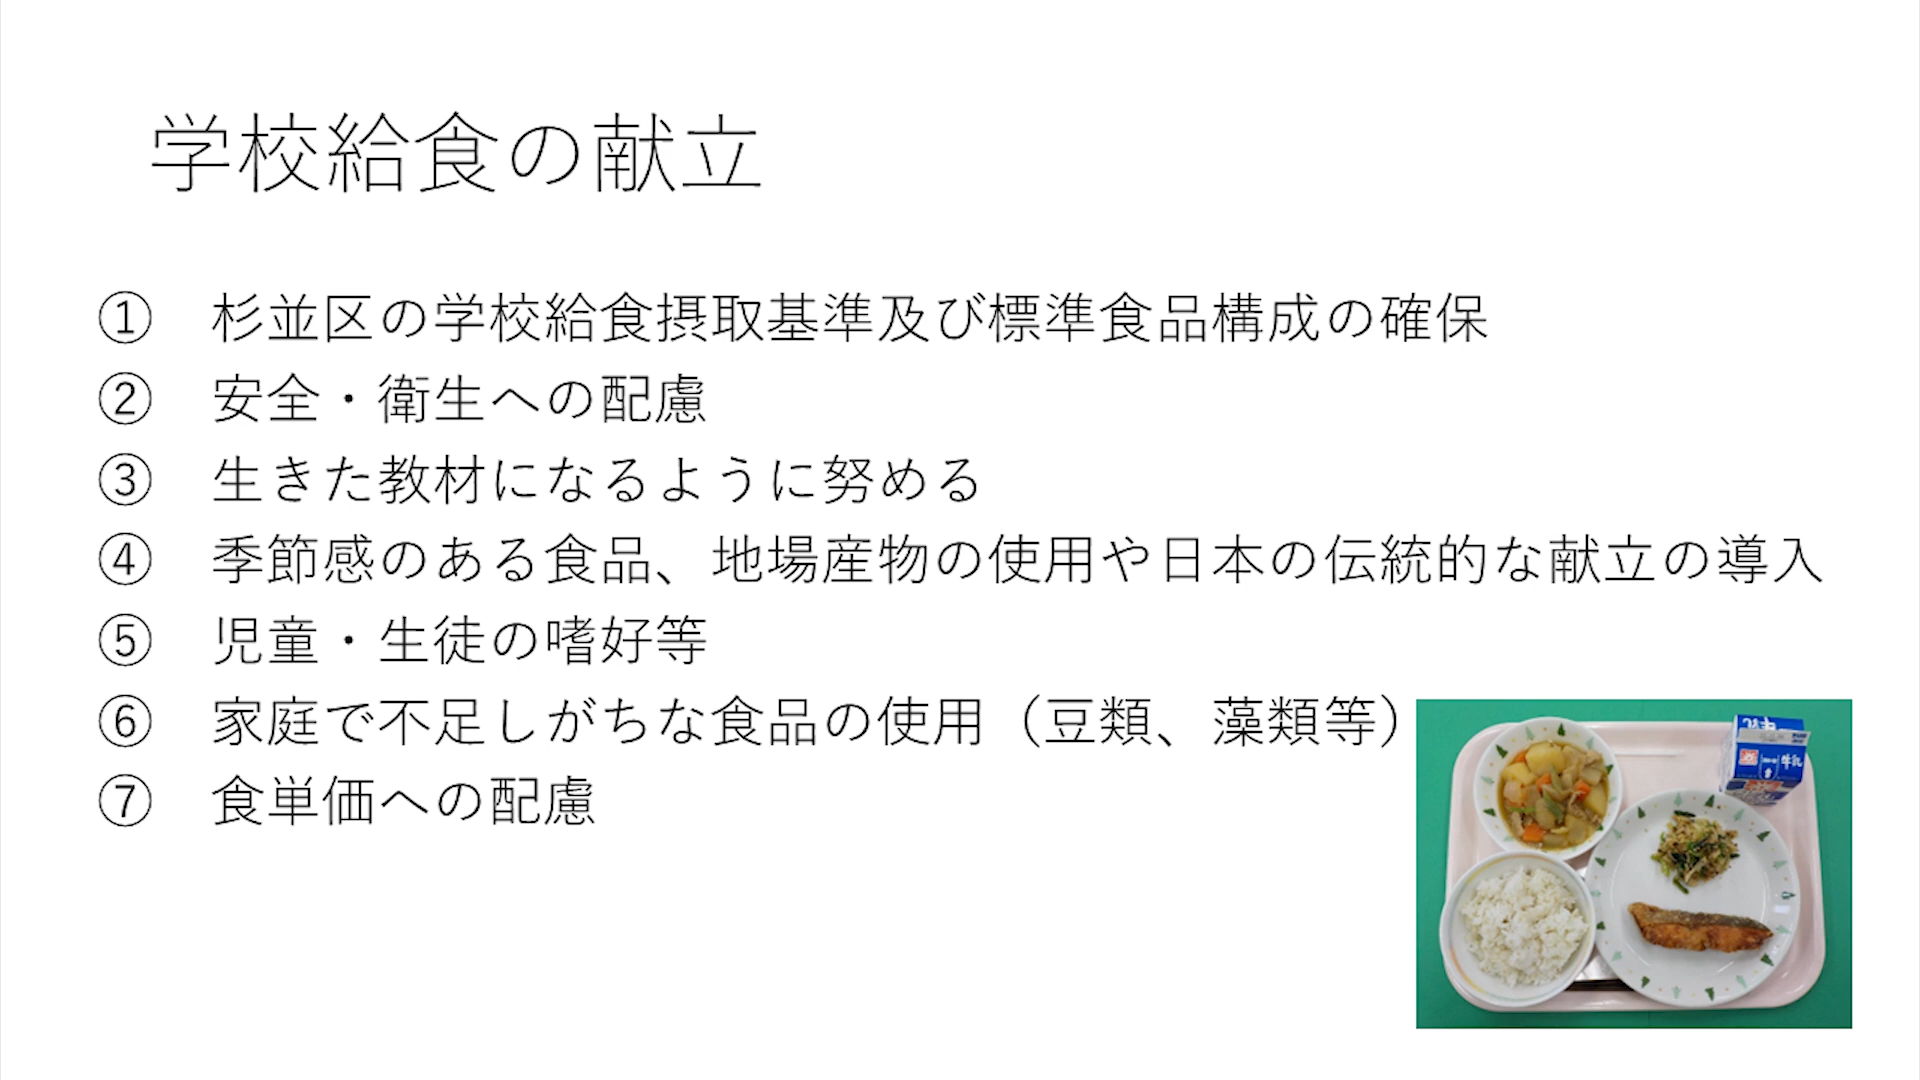 学校給食の献立
① 杉並区の学校給食摂取基準及び標準食品構成の確保
② 安全・衛生への配慮
③ 生きた教材になるように努める
④ 季節感のある食品、地場産物の使用や日本の伝統的な献立の導入
⑤ 児童・生徒の嗜好等
⑥ 家庭で不足しがちな食品の使用（豆類、藻類等）
⑦ 食単価への配慮
牛乳